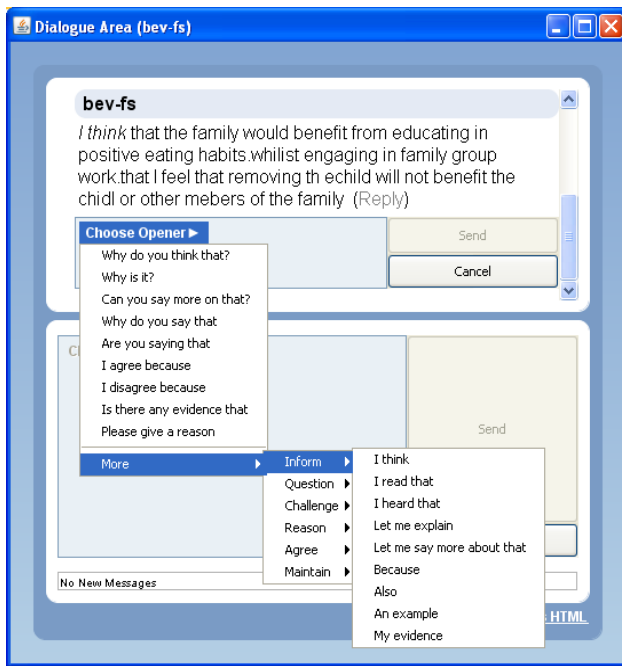 Dialogue Area (bev-fs)
bev-fs
I think that the family would benefit from educating in
positive eating habits.whilst engaging in family group
work.that I feel that removing th echild will not benefit the
chidl or other mebers of the family (Reply)
Choose Opener
Send
Cancel
Why do you think that?
Why is it?
Can you say more on that?
Why do you say that
Are you saying that
I agree because
I disagree because
Is there any evidence that
Please give a reason
More
Send
Inform
Question
Challenge
Reason
Agree
Maintain
I think
I read that
I heard that
Let me explain
Let me say more about that
Because
Also
An example
My evidence
No New Messages
HTML